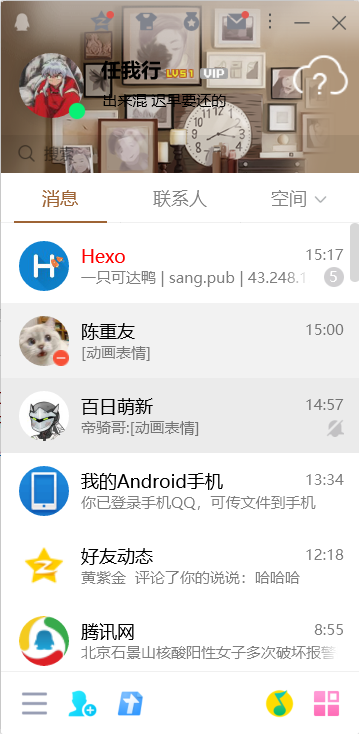 任我行 LV51 VIP
出来混 迟早要还的
搜索
消息 联系人 空间
Hexo 15:17
一只可达鸭 | sang.pub | 43.248.1 5
陈重友 15:00
[动画表情]
百日萌新 14:57
帝骑哥:[动画表情]
我的Android手机 13:34
你已登录手机QQ，可传文件到手机
好友动态 12:18
黄紫金 评论了你的说说：哈哈哈
腾讯网 8:55
北京石景山核酸阳性女子多次破坏报警